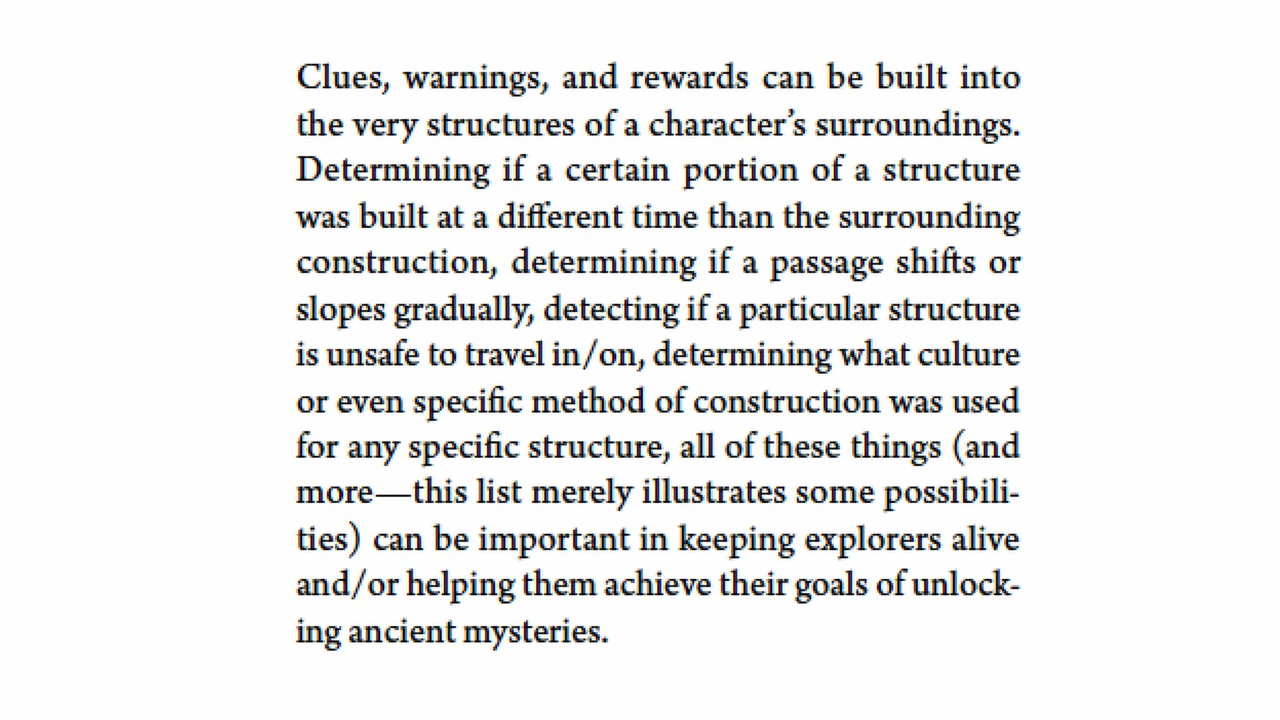 Clues, warnings, and rewards can be built into
the very structures of a character’s surroundings.
Determining if a certain portion of a structure
was built at a different time than the surrounding
construction, determining if a passage shifts or
slopes gradually, detecting if a particular structure
is unsafe to travel in/on, determining what culture
or even specific method of construction was used
for any specific structure, all of these things (and
more—this list merely illustrates some possibili-
ties) can be important in keeping explorers alive
and/or helping them achieve their goals of unlock-
ing ancient mysteries.